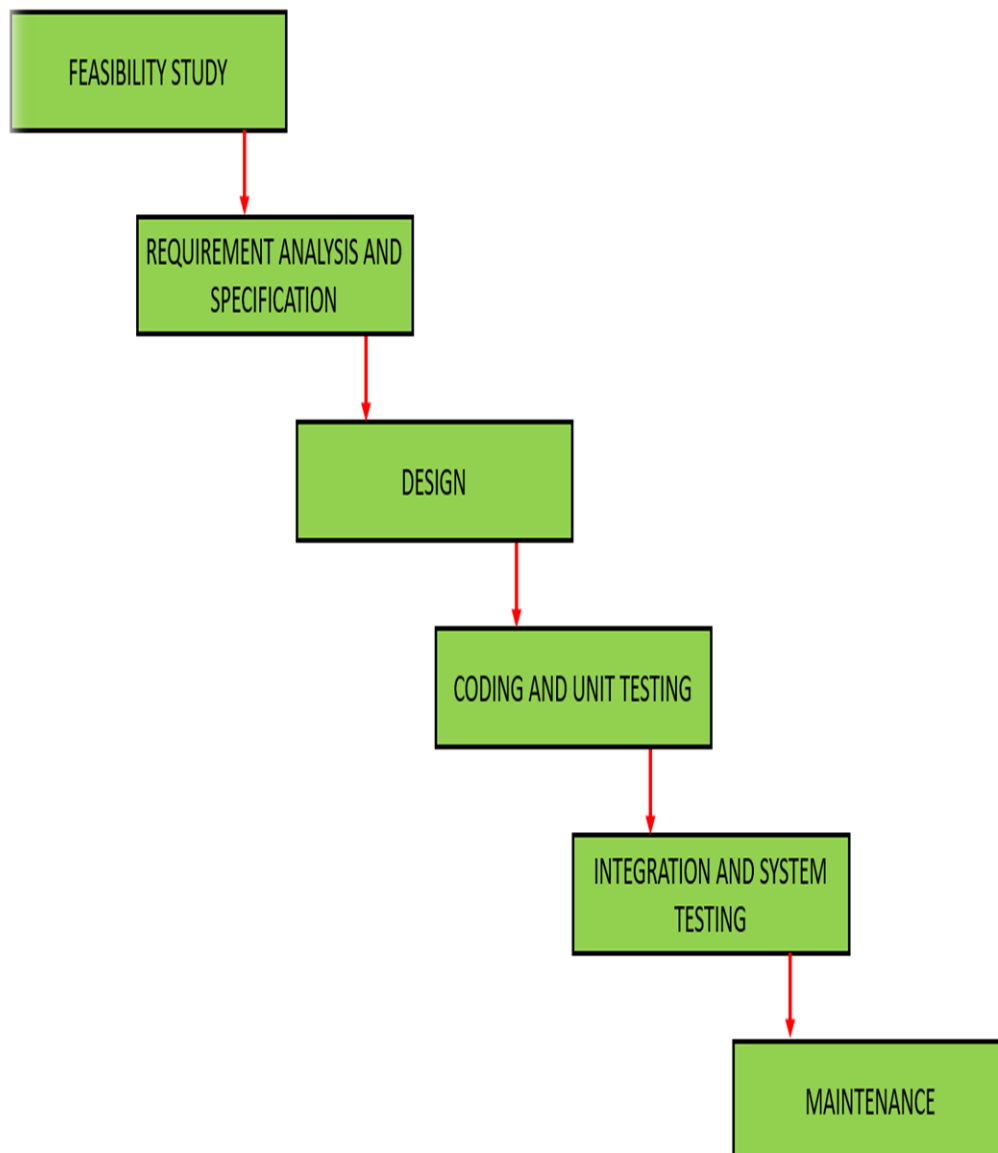 FEASIBILITY STUDY
REQUIREMENT ANALYSIS AND
SPECIFICATION
DESIGN
CODING AND UNIT TESTING
INTEGRATION AND SYSTEM
TESTING
MAINTENANCE